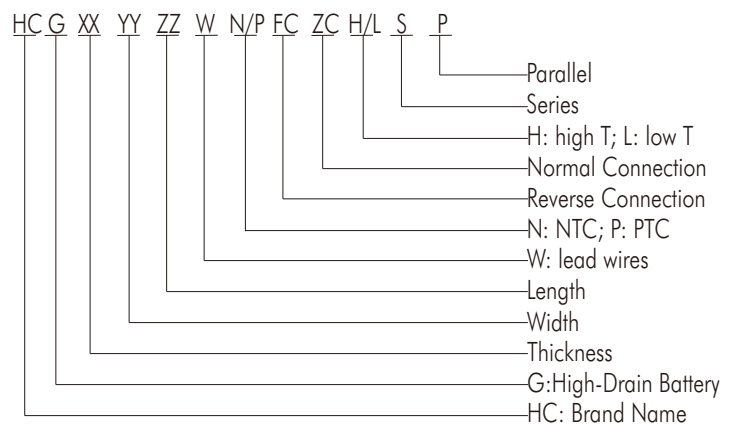 HC G XX YY ZZ W N/P FC ZC H/L S P
Parallel
Series
H: high T; L: low T
Normal Connection
Reverse Connection
N: NTC; P: PTC
W: lead wires
Length
Width
Thickness
G:High-Drain Battery
HC: Brand Name